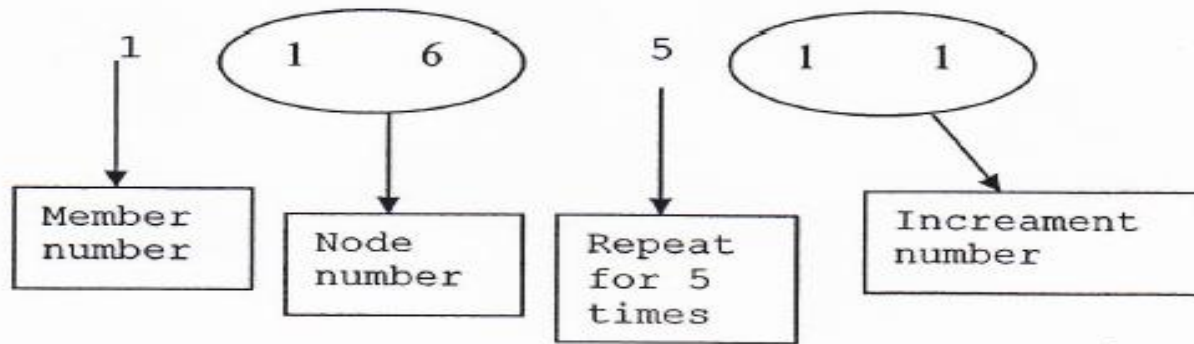 1 1 6 5 1 1
Member
number
Node
number
Repeat
for 5
times
Increament
number